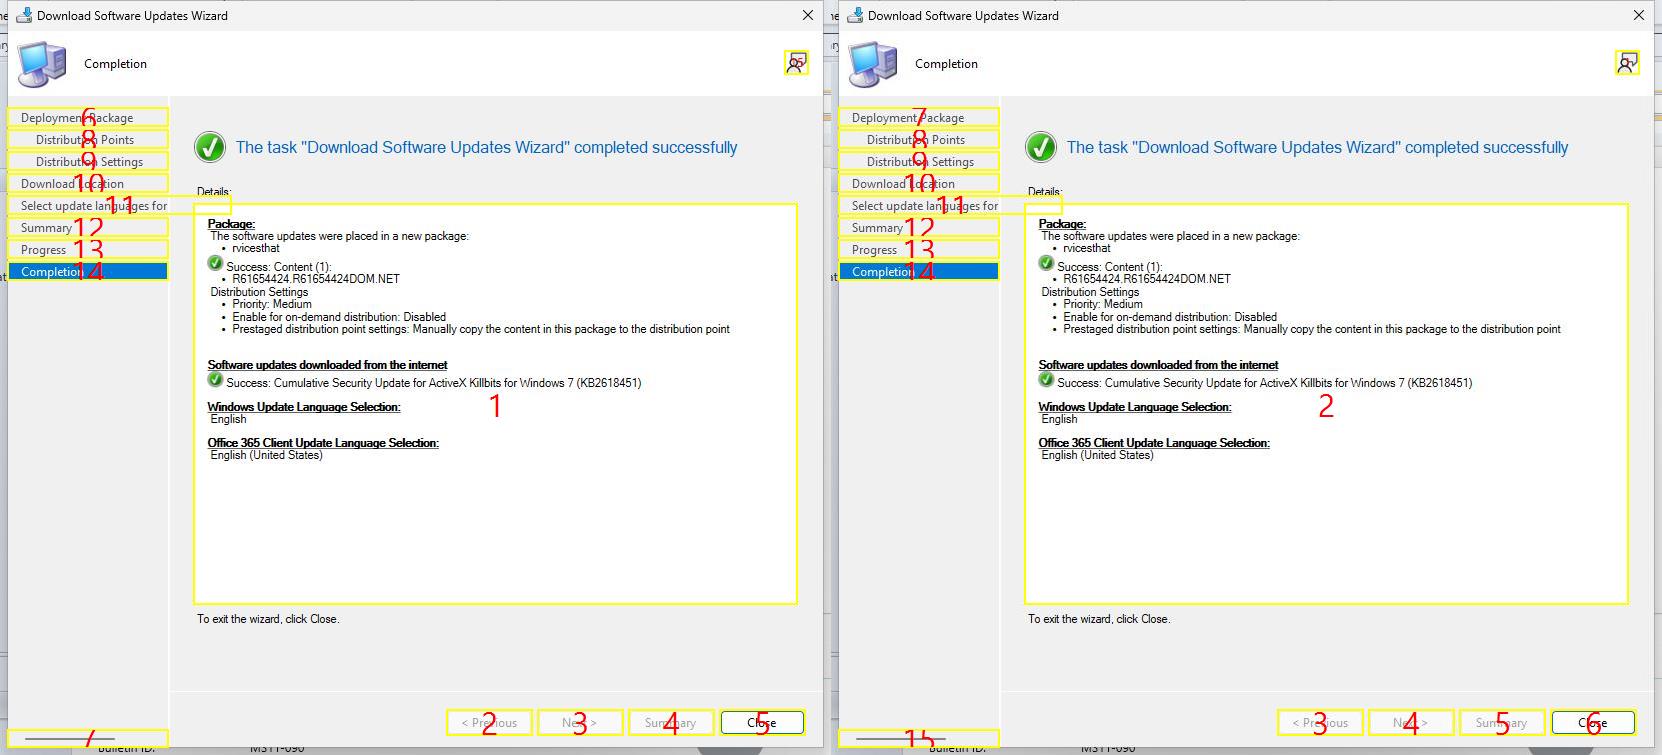 Download Software Updates Wizard
Completion
Deployment Package
6
Distribution Points
8
Distribution Settings
9
Download Location
10
Select update languages for
11
Summary
12
Progress
13
Completion
14
7
The task "Download Software Updates Wizard" completed successfully
Details:
Package:
The software updates were placed in a new package:
• rvicesthat
Success: Content (1):
• R61654424.R61654424DOM.NET
Distribution Settings
• Priority: Medium
• Enable for on-demand distribution: Disabled
• Prestaged distribution point settings: Manually copy the content in this package to the distribution point
Software updates downloaded from the internet
Success: Cumulative Security Update for ActiveX Killbits for Windows 7 (KB2618451)
1
Windows Update Language Selection:
English
Office 365 Client Update Language Selection:
English (United States)
To exit the wizard, click Close.
< Previous
2
Next >
3
Summary
4
Close
5
Bulletin ID:
MS11-090
Download Software Updates Wizard
Completion
Deployment Package
7
Distribution Points
8
Distribution Settings
9
Download Location
10
Select update languages for
11
Summary
12
Progress
13
Completion
14
15
The task "Download Software Updates Wizard" completed successfully
Details:
Package:
The software updates were placed in a new package:
• rvicesthat
Success: Content (1):
• R61654424.R61654424DOM.NET
Distribution Settings
• Priority: Medium
• Enable for on-demand distribution: Disabled
• Prestaged distribution point settings: Manually copy the content in this package to the distribution point
Software updates downloaded from the internet
Success: Cumulative Security Update for ActiveX Killbits for Windows 7 (KB2618451)
2
Windows Update Language Selection:
English
Office 365 Client Update Language Selection:
English (United States)
To exit the wizard, click Close.
< Previous
3
Next >
4
Summary
5
Close
6
Bulletin ID:
MS11-090